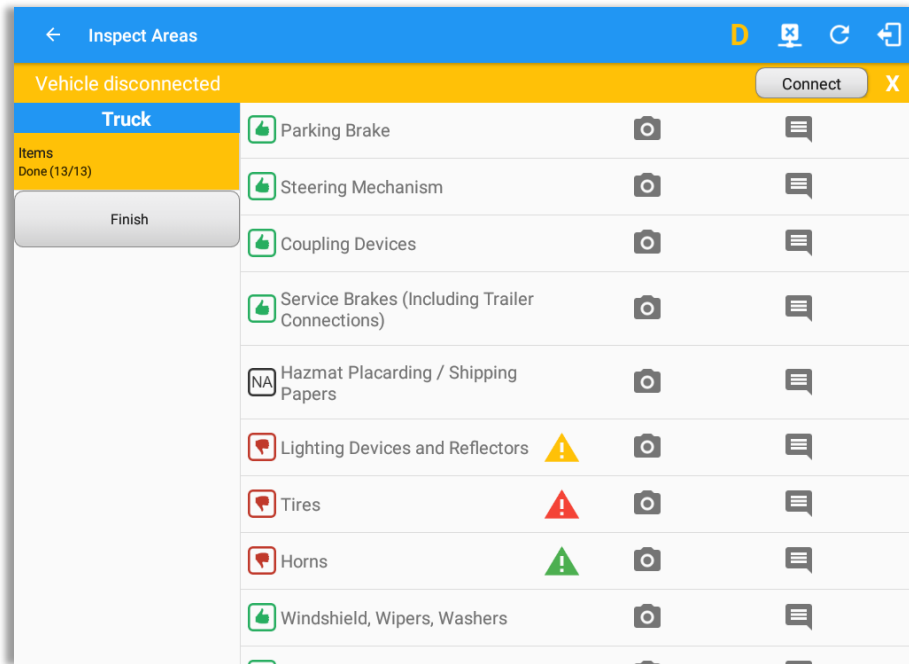 Inspect Areas
D
Vehicle disconnected
Connect
X
Truck
Items
Done (13/13)
Finish
Parking Brake
Steering Mechanism
Coupling Devices
Service Brakes (Including Trailer
Connections)
NA
Hazmat Placarding / Shipping
Papers
Lighting Devices and Reflectors
Tires
Horns
Windshield, Wipers, Washers